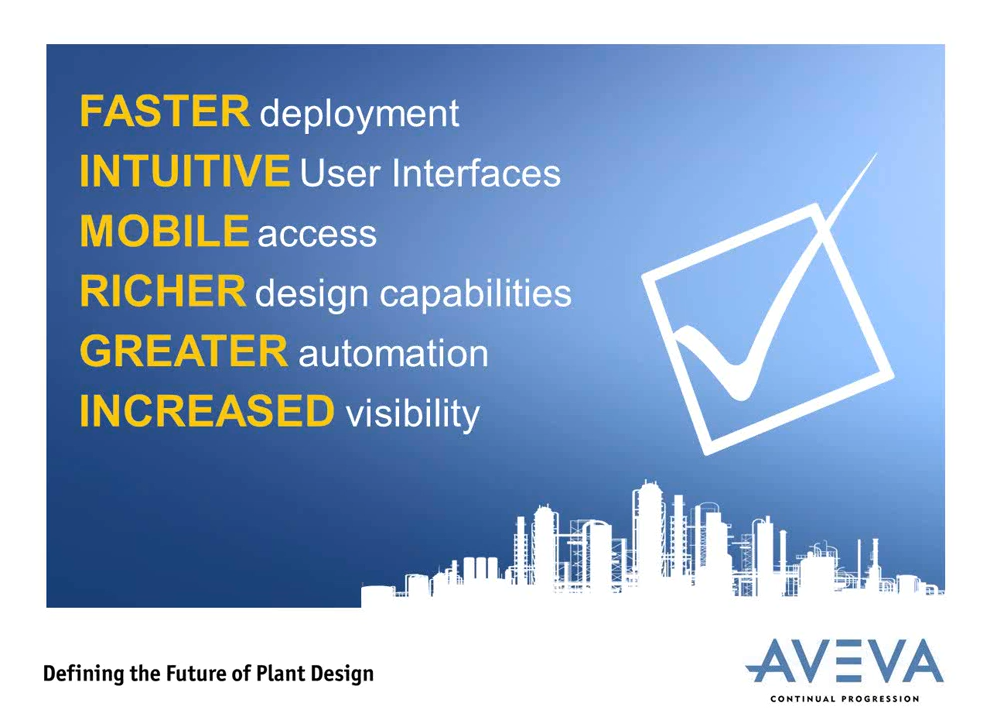 FASTER deployment
INTUITIVE User Interfaces
MOBILE access
RICHER design capabilities
GREATER automation
INCREASED visibility
Defining the Future of Plant Design
AVEVA
CONTINUAL PROGRESSION